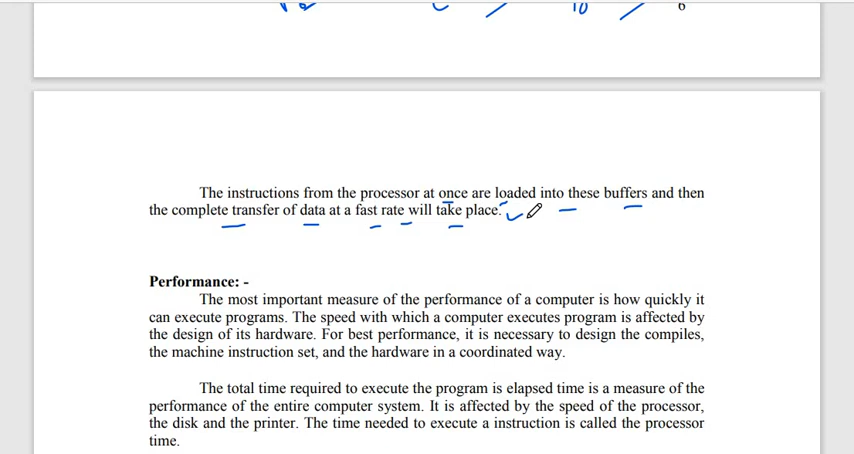 10
The instructions from the processor at once are loaded into these buffers and then
the complete transfer of data at a fast rate will take place.
Performance: -
The most important measure of the performance of a computer is how quickly it
can execute programs. The speed with which a computer executes program is affected by
the design of its hardware. For best performance, it is necessary to design the compiles,
the machine instruction set, and the hardware in a coordinated way.
The total time required to execute the program is elapsed time is a measure of the
performance of the entire computer system. It is affected by the speed of the processor,
the disk and the printer. The time needed to execute a instruction is called the processor
time.